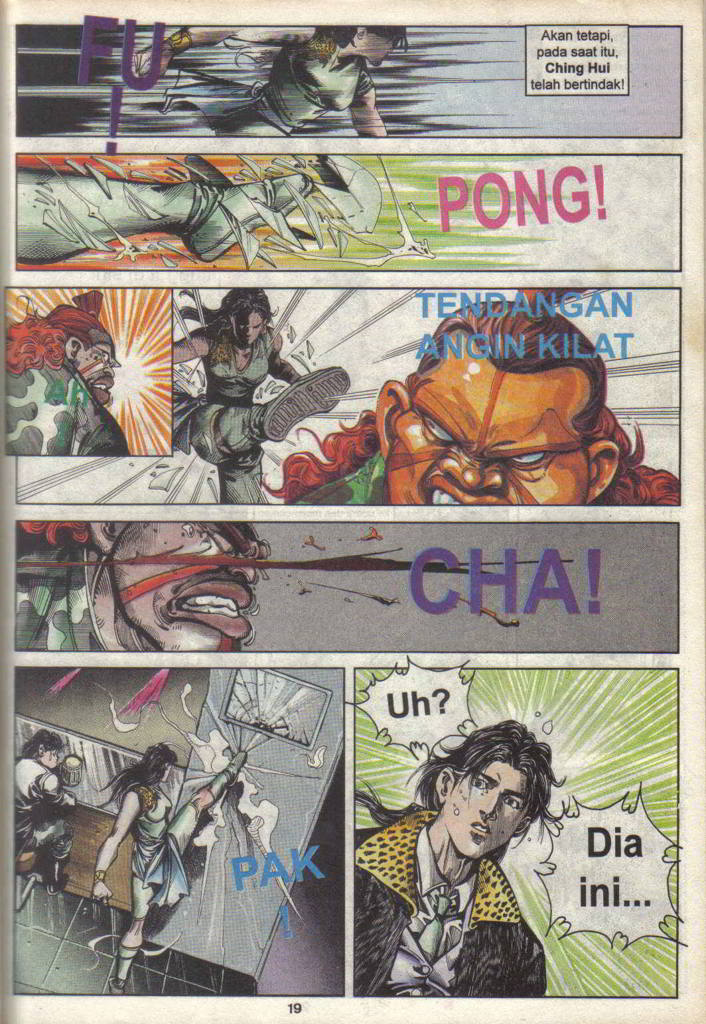 FU
!
Akan tetapi,
pada saat itu,
Ching Hui
telah bertindak!
PONG!
AH
TENDANGAN
ANGIN KILAT
CHA!
PAK
!
Uh?
Dia
ini...
19